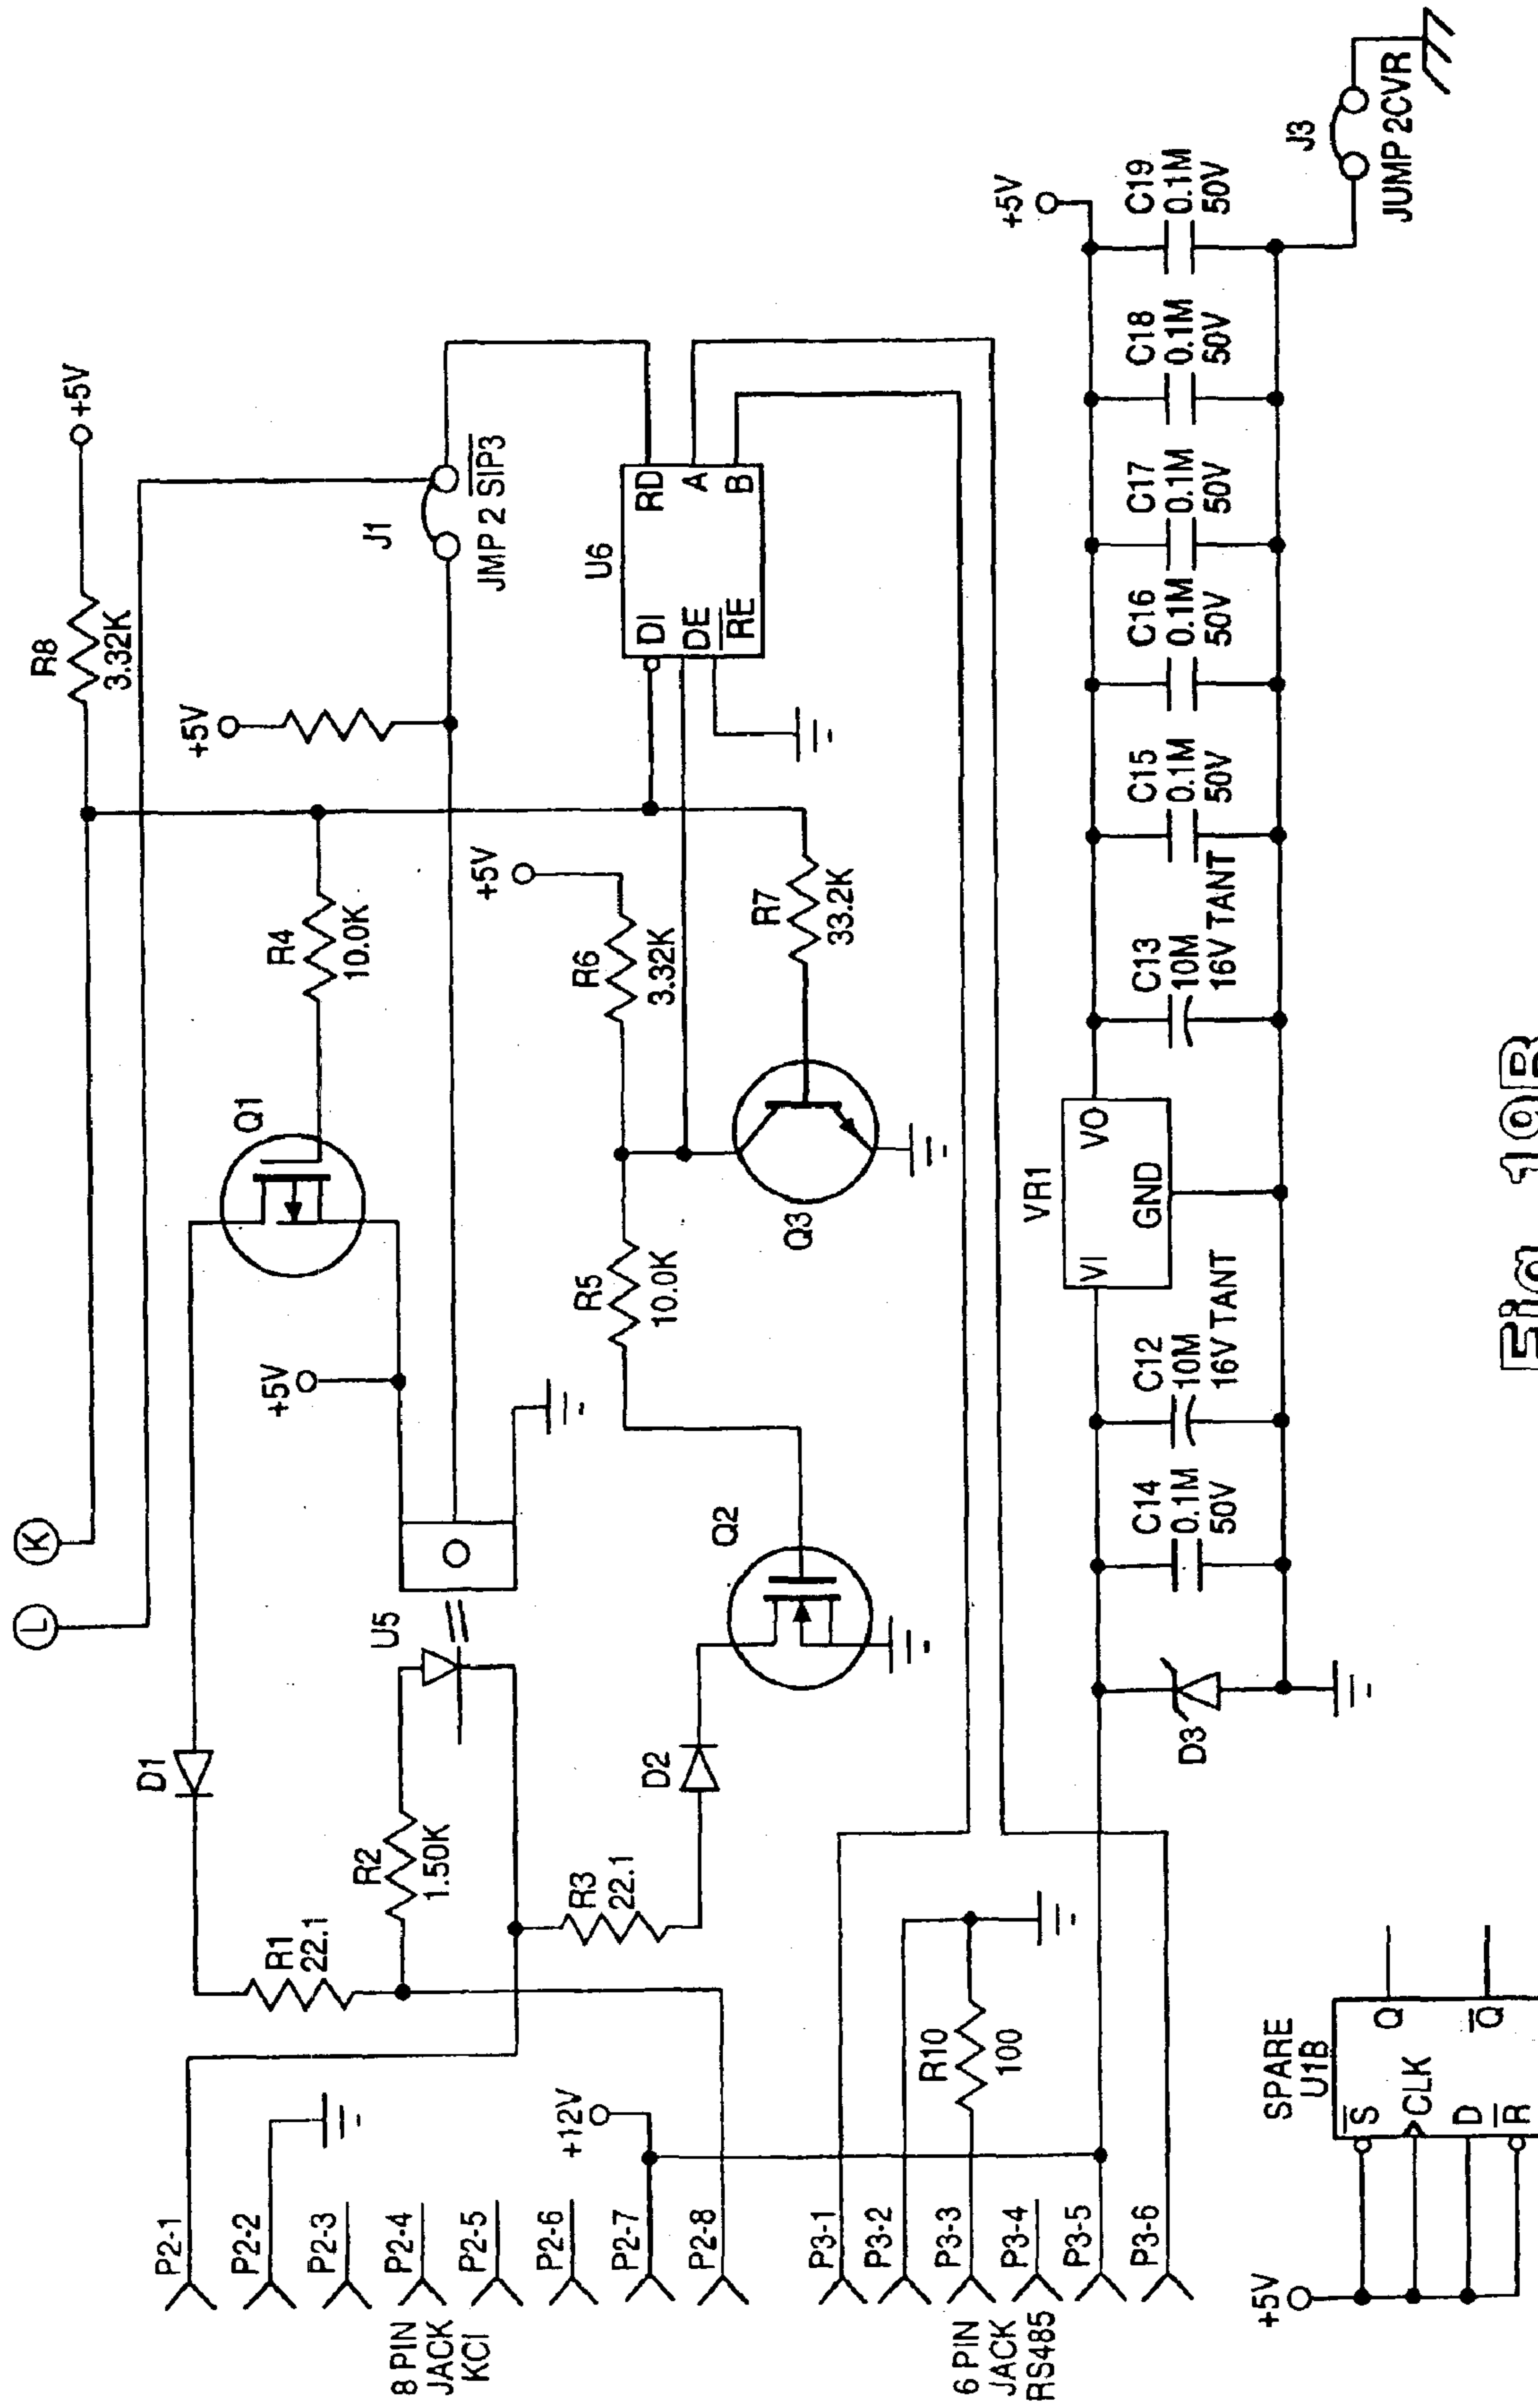 L
K
R8
3.32K
+5V
+5V
J1
JMP 2 SIP3
Q1
R4
10.0K
+5V
D1
U5
R1
22.1
R2
1.50K
R3
22.1
D2
Q2
R5
10.0K
R6
3.32K
+5V
Q3
R7
33.2K
U6
DI
DE
RE
RD
A
B
P2-1
P2-2
P2-3
P2-4
P2-5
P2-6
P2-7
P2-8
8 PIN
JACK
KCI
+12V
P3-1
P3-2
P3-3
P3-4
P3-5
P3-6
6 PIN
JACK
RS485
R10
100
D3
C14
0.1M
50V
C12
10M
16V TANT
VR1
VI
VO
GND
C13
10M
16V TANT
C15
0.1M
50V
C16
0.1M
50V
C17
0.1M
50V
C18
0.1M
50V
C19
0.1M
50V
+5V
J3
JUMP 2CVR
SPARE
U1B
+5V
S
CLK
D
R
Q
Q
Fig. 19B